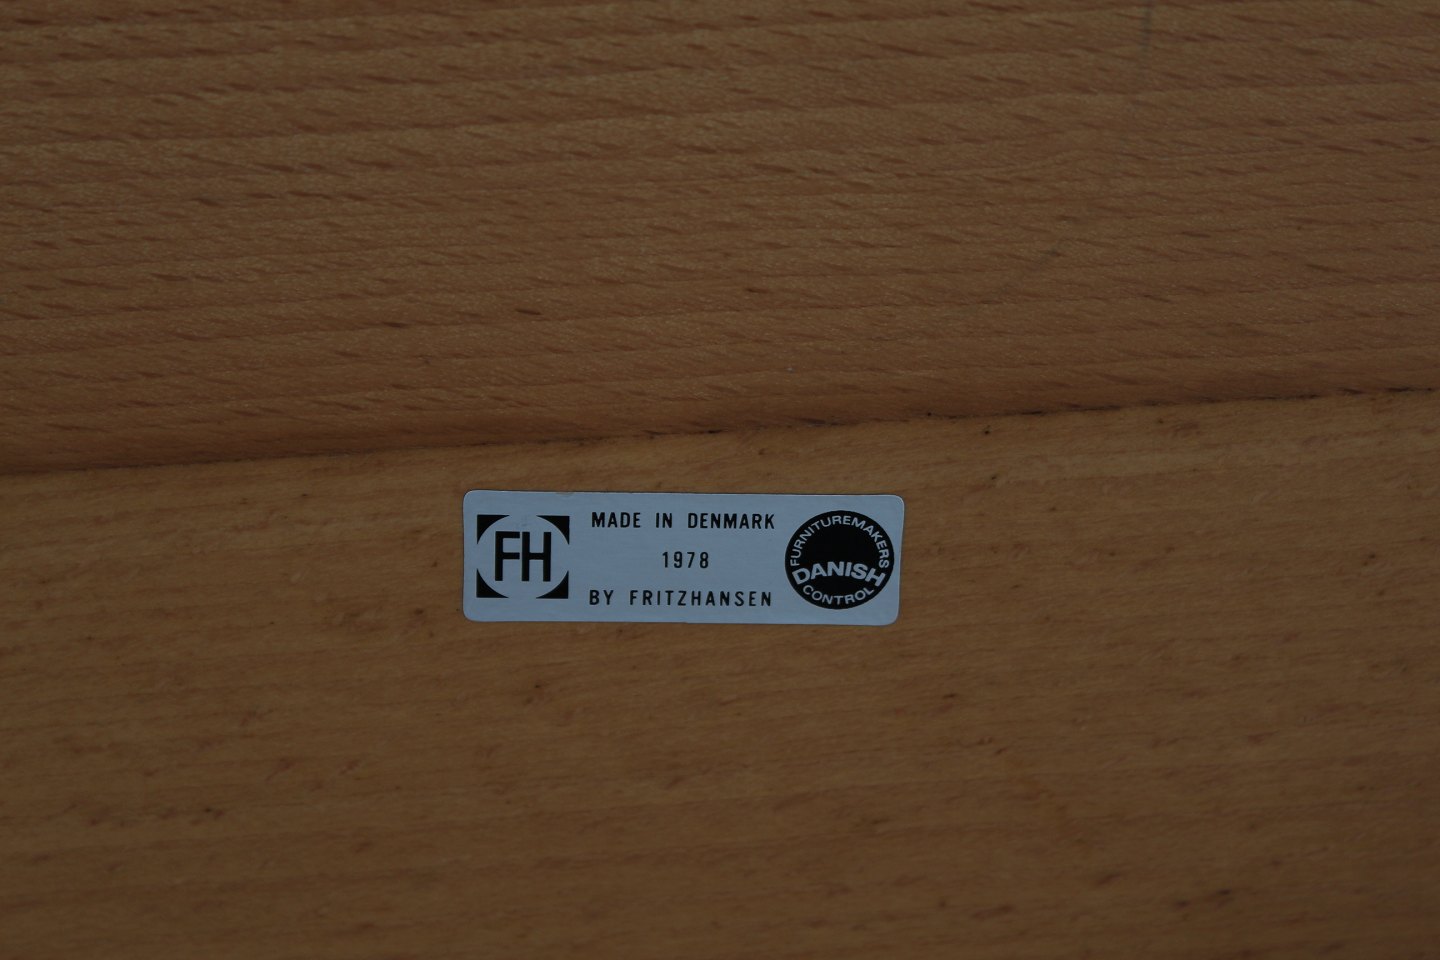 FH
MADE IN DENMARK
1978
BY FRITZHANSEN
FURNITUREMAKERS
DANISH
CONTROL